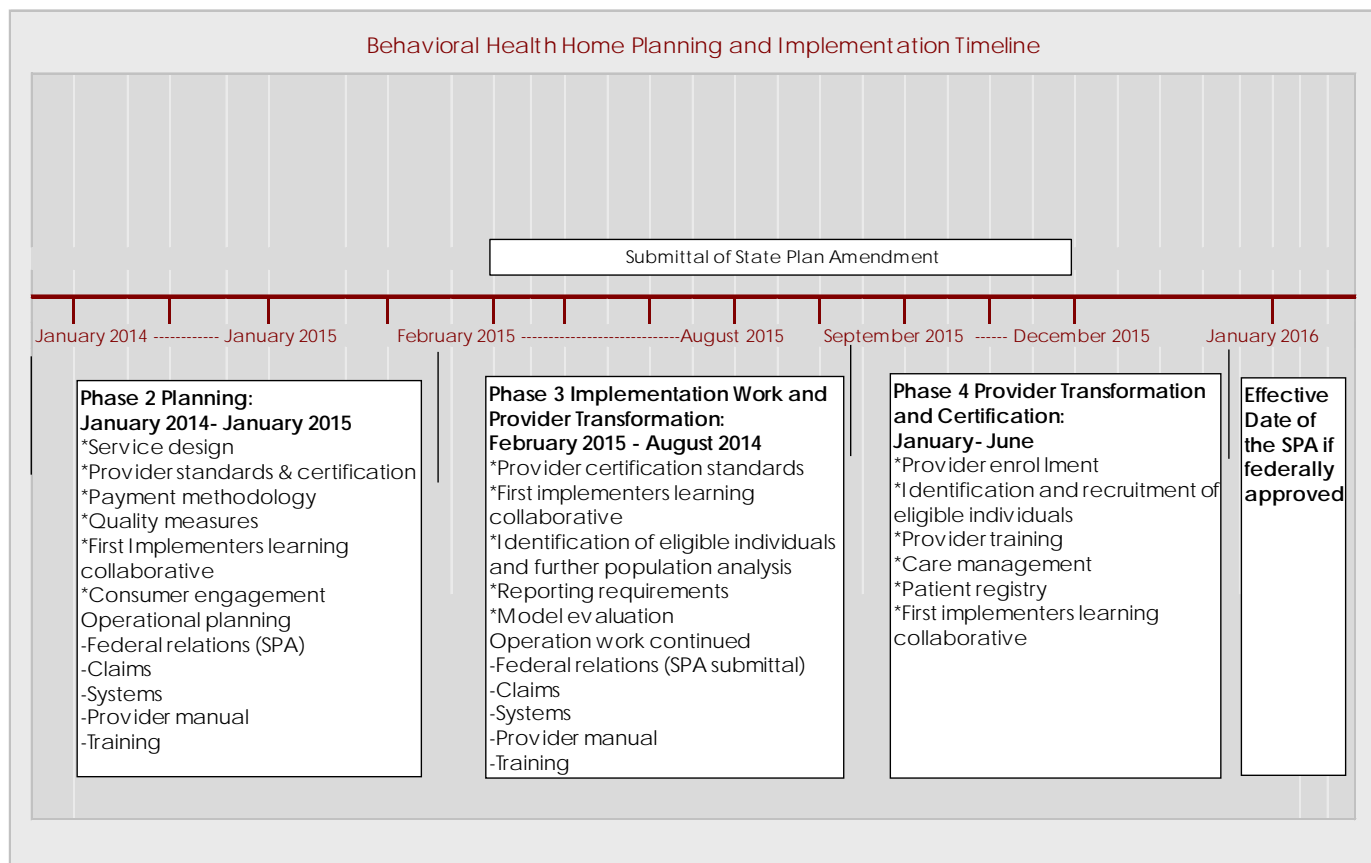 Behavioral Health Home Planning and Implementation Timeline
Submittal of State Plan Amendment
January 2014 ------------ January 2015
February 2015 -----------------------------August 2015
September 2015 ------ December 2015
January 2016
Phase 2 Planning:
January 2014- January 2015
*Service design
*Provider standards & certification
*Payment methodology
*Quality measures
*First Implementers learning
collaborative
*Consumer engagement
Operational planning
-Federal relations (SPA)
-Claims
-Systems
-Provider manual
-Training
Phase 3 Implementation Work and
Provider Transformation:
February 2015 - August 2014
*Provider certification standards
*First implementers learning
collaborative
*Identification of eligible individuals
and further population analysis
*Reporting requirements
*Model evaluation
Operation work continued
-Federal relations (SPA submittal)
-Claims
-Systems
-Provider manual
-Training
Phase 4 Provider Transformation
and Certification:
January- June
*Provider enrollment
*Identification and recruitment of
eligible individuals
*Provider training
*Care management
*Patient registry
*First implementers learning
collaborative
Effective
Date of
the SPA if
federally
approved